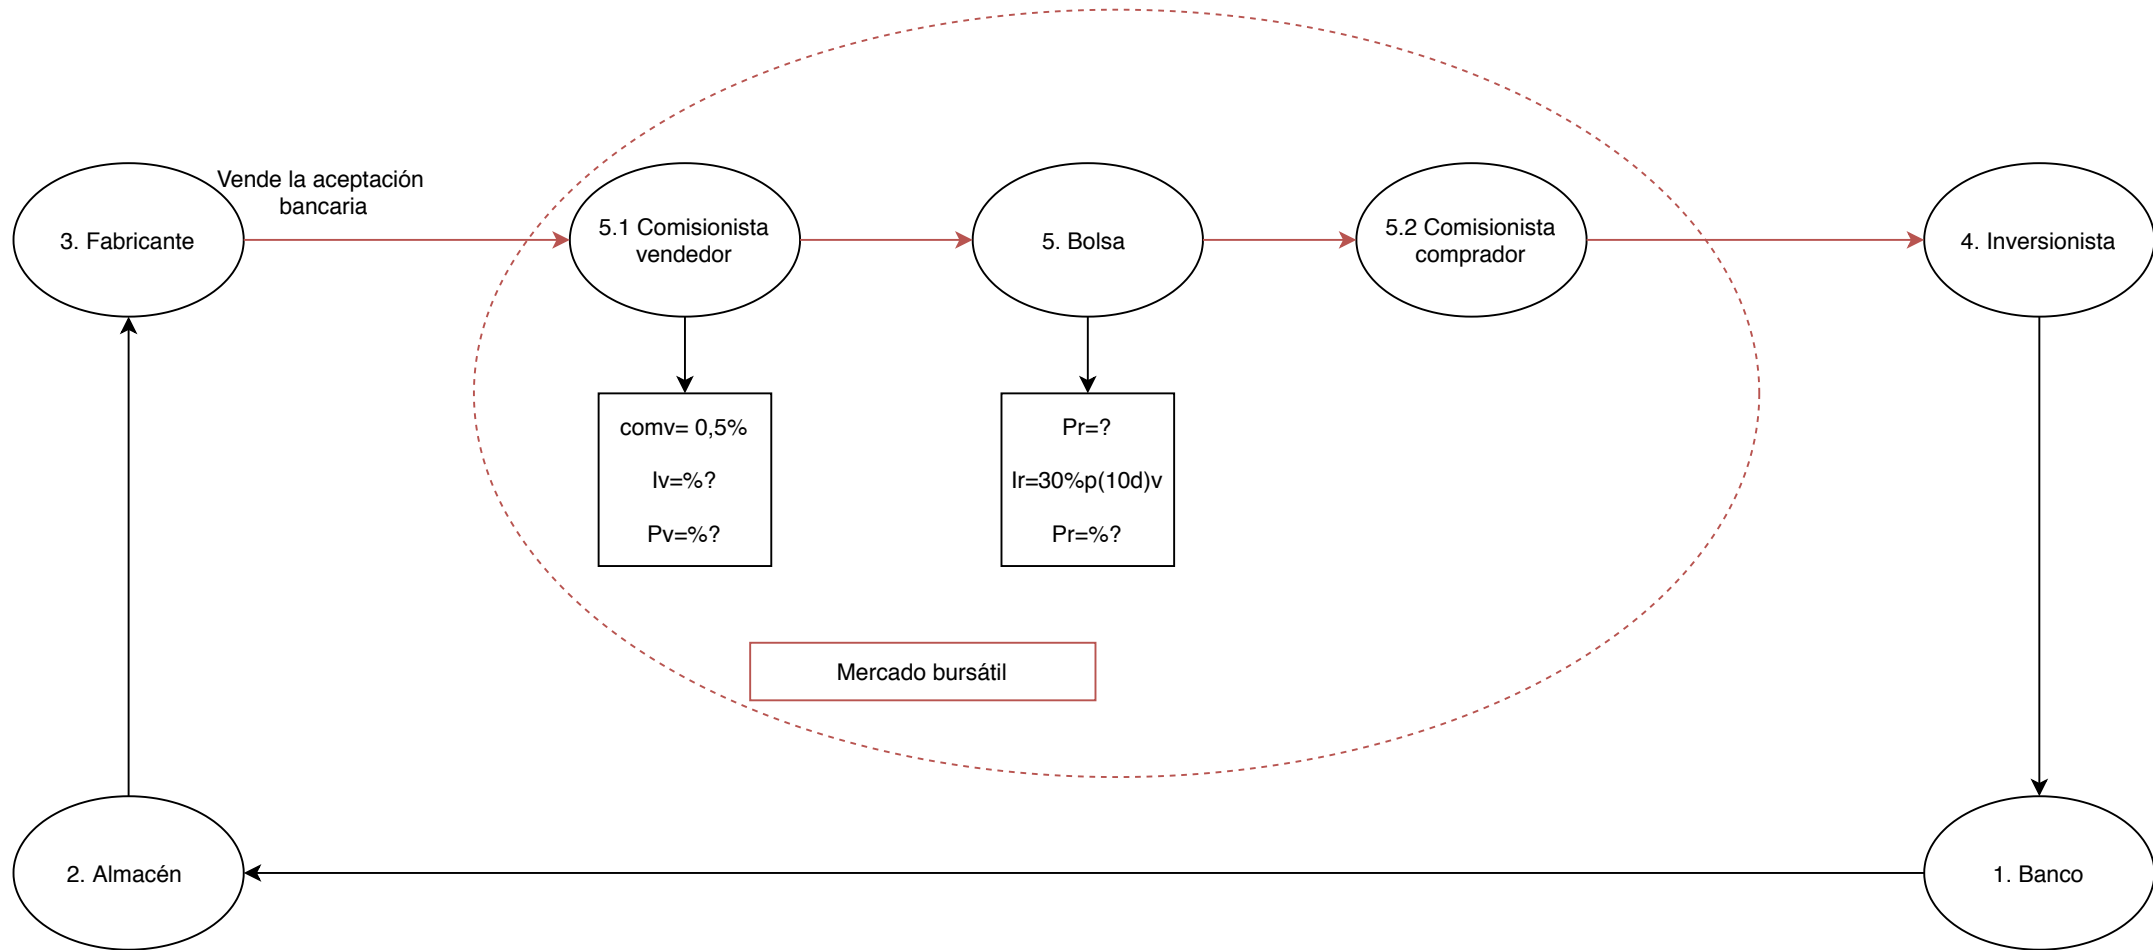 Vende la aceptación
bancaria
3. Fabricante
5.1 Comisionista
vendedor
5. Bolsa
5.2 Comisionista
comprador
4. Inversionista
comv= 0,5%
Iv=%?
Pv=%?
Pr=?
Ir=30%p(10d)v
Pr=%?
Mercado bursátil
2. Almacén
1. Banco